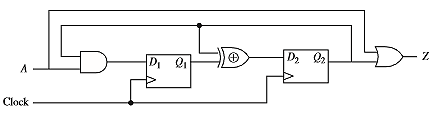 A
D₁ Q₁
⊕
D₂ Q₂
Z
Clock